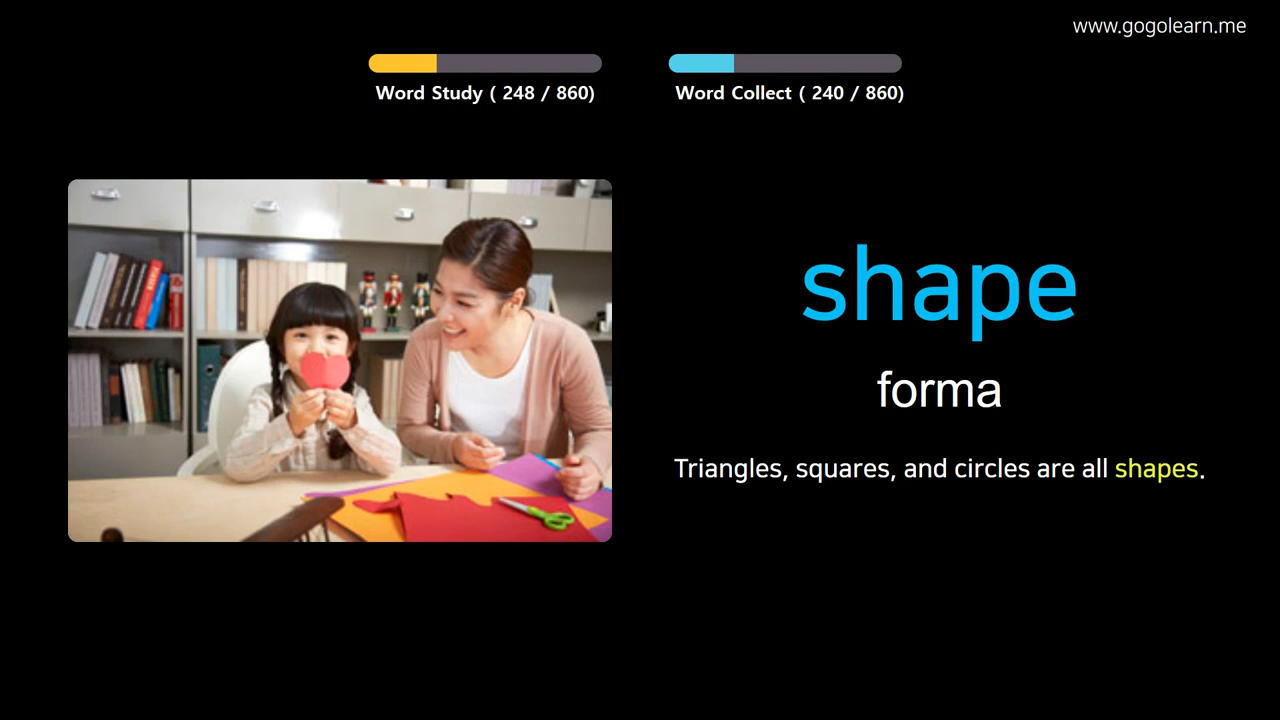 www.gogolearn.me
Word Study ( 248 / 860)
Word Collect ( 240 / 860)
shape
forma
Triangles, squares, and circles are all shapes.